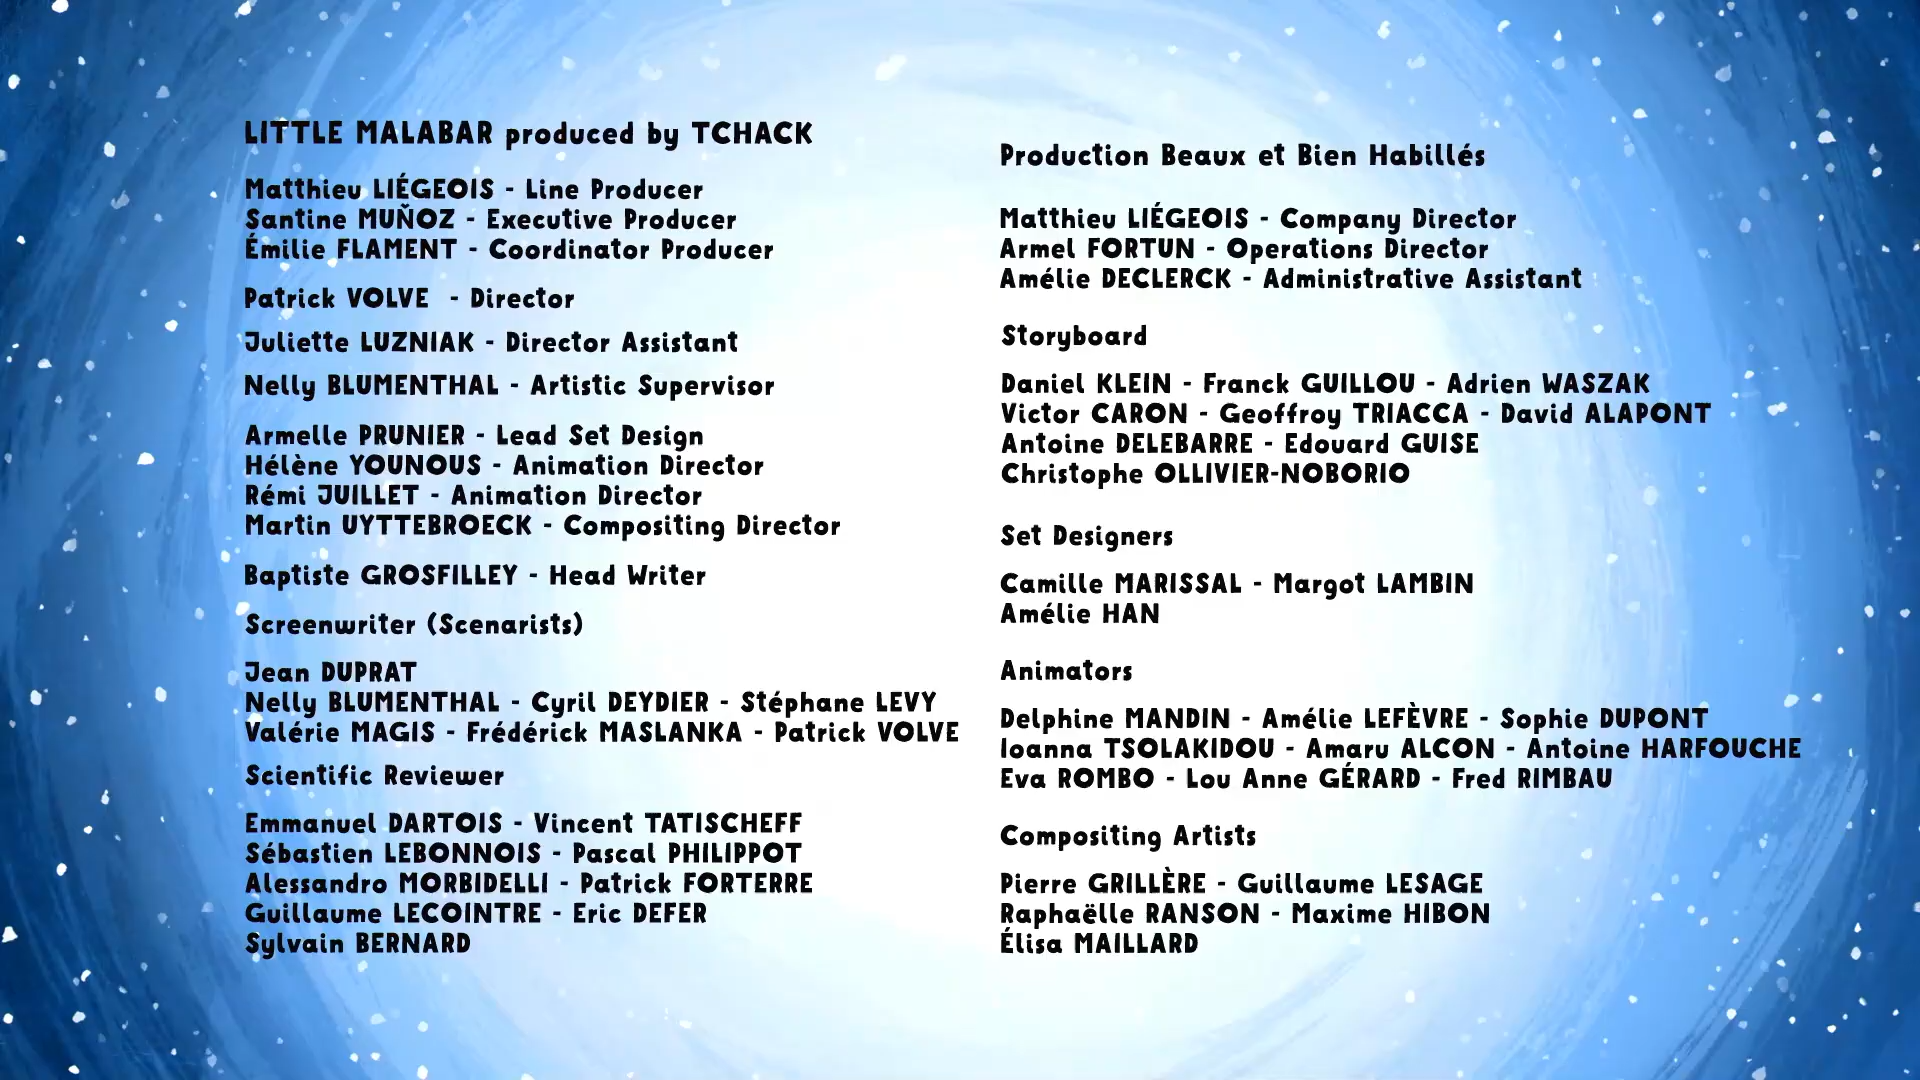 LITTLE MALABAR produced by TCHACK
Matthieu LIÉGEOIS - Line Producer
Santine MUÑOZ - Executive Producer
Émilie FLAMENT - Coordinator Producer
Patrick VOLVE - Director
Juliette LUZNIAK - Director Assistant
Nelly BLUMENTHAL - Artistic Supervisor
Armelle PRUNIER - Lead Set Design
Hélène YOUNOUS - Animation Director
Rémi JUILLET - Animation Director
Martin UYTTEBROECK - Compositing Director
Baptiste GROSFILLEY - Head Writer
Screenwriter (Scenarists)
Jean DUPRAT
Nelly BLUMENTHAL - Cyril DEYDIER - Stéphane LEVY
Valérie MAGIS - Frédérick MASLANKA - Patrick VOLVE
Scientific Reviewer
Emmanuel DARTOIS - Vincent TATISCHEFF
Sébastien LEBONNOIS - Pascal PHILIPPOT
Alessandro MORBIDELLI - Patrick FORTERRE
Guillaume LECOINTRE - Eric DEFER
Sylvain BERNARD
Production Beaux et Bien Habillés
Matthieu LIÉGEOIS - Company Director
Armel FORTUN - Operations Director
Amélie DECLERCK - Administrative Assistant
Storyboard
Daniel KLEIN - Franck GUILLOU - Adrien WASZAK
Victor CARON - Geoffroy TRIACCA - David ALAPONT
Antoine DELEBARRE - Edouard GUISE
Christophe OLLIVIER-NOBORIO
Set Designers
Camille MARISSAL - Margot LAMBIN
Amélie HAN
Animators
Delphine MANDIN - Amélie LEFÈVRE - Sophie DUPONT
Ioanna TSOLAKIDOU - Amaru ALCON - Antoine HARFOUCHE
Eva ROMBO - Lou Anne GÉRARD - Fred RIMBAU
Compositing Artists
Pierre GRILLÈRE - Guillaume LESAGE
Raphaëlle RANSON - Maxime HIBON
Élisa MAILLARD